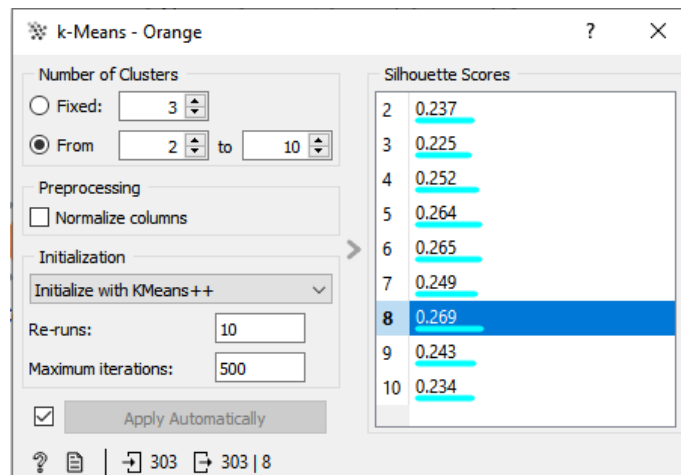 k-Means - Orange ?
Number of Clusters
Fixed: 3
From 2 to 10
Preprocessing
Normalize columns
Initialization
Initialize with KMeans++
Re-runs: 10
Maximum iterations: 500
Apply Automatically
? 303 303 | 8
Silhouette Scores
2 0.237
3 0.225
4 0.252
5 0.264
6 0.265
7 0.249
8 0.269
9 0.243
10 0.234